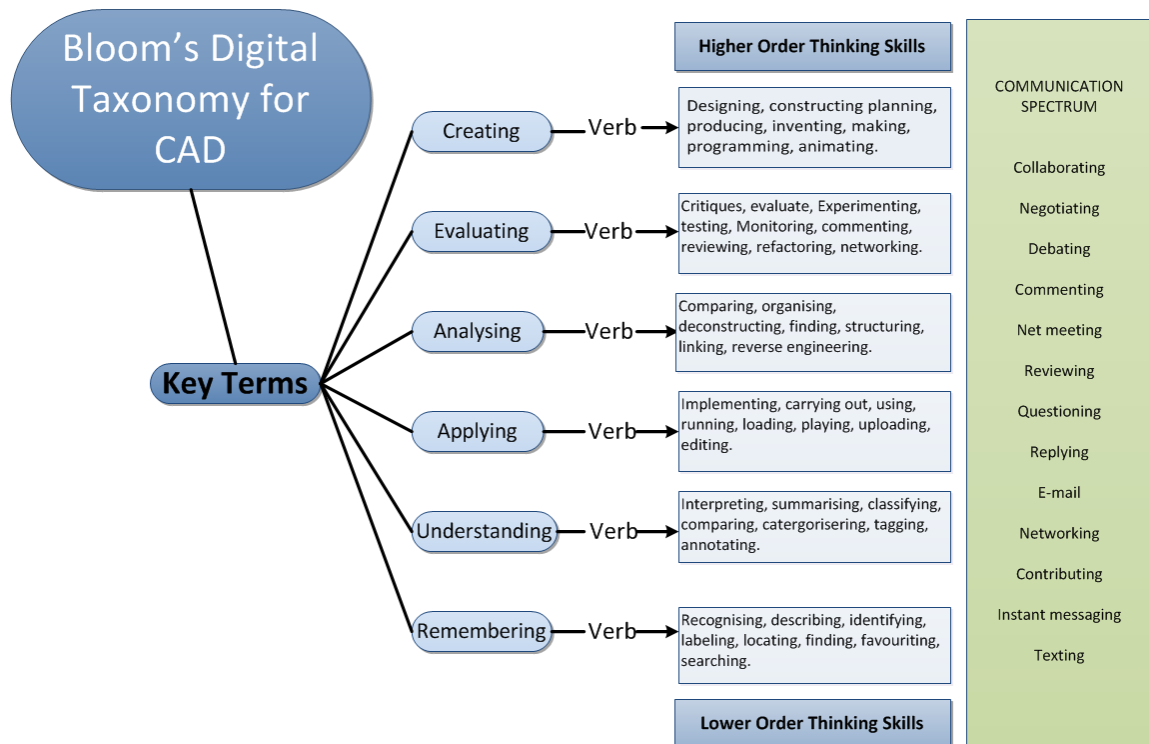 Bloom's Digital
Taxonomy for
CAD
Key Terms
Higher Order Thinking Skills
Creating
Verb
Designing, constructing planning,
producing, inventing, making,
programming, animating.
Evaluating
Verb
Critiques, evaluate, Experimenting,
testing, Monitoring, commenting,
reviewing, refactoring, networking.
Analysing
Verb
Comparing, organising,
deconstructing, finding, structuring,
linking, reverse engineering.
Applying
Verb
Implementing, carrying out, using,
running, loading, playing, uploading,
editing.
Understanding
Verb
Interpreting, summarising, classifying,
comparing, catergorisering, tagging,
annotating.
Remembering
Verb
Recognising, describing, identifying,
labeling, locating, finding, favouriting,
searching.
Lower Order Thinking Skills
COMMUNICATION
SPECTRUM
Collaborating
Negotiating
Debating
Commenting
Net meeting
Reviewing
Questioning
Replying
E-mail
Networking
Contributing
Instant messaging
Texting